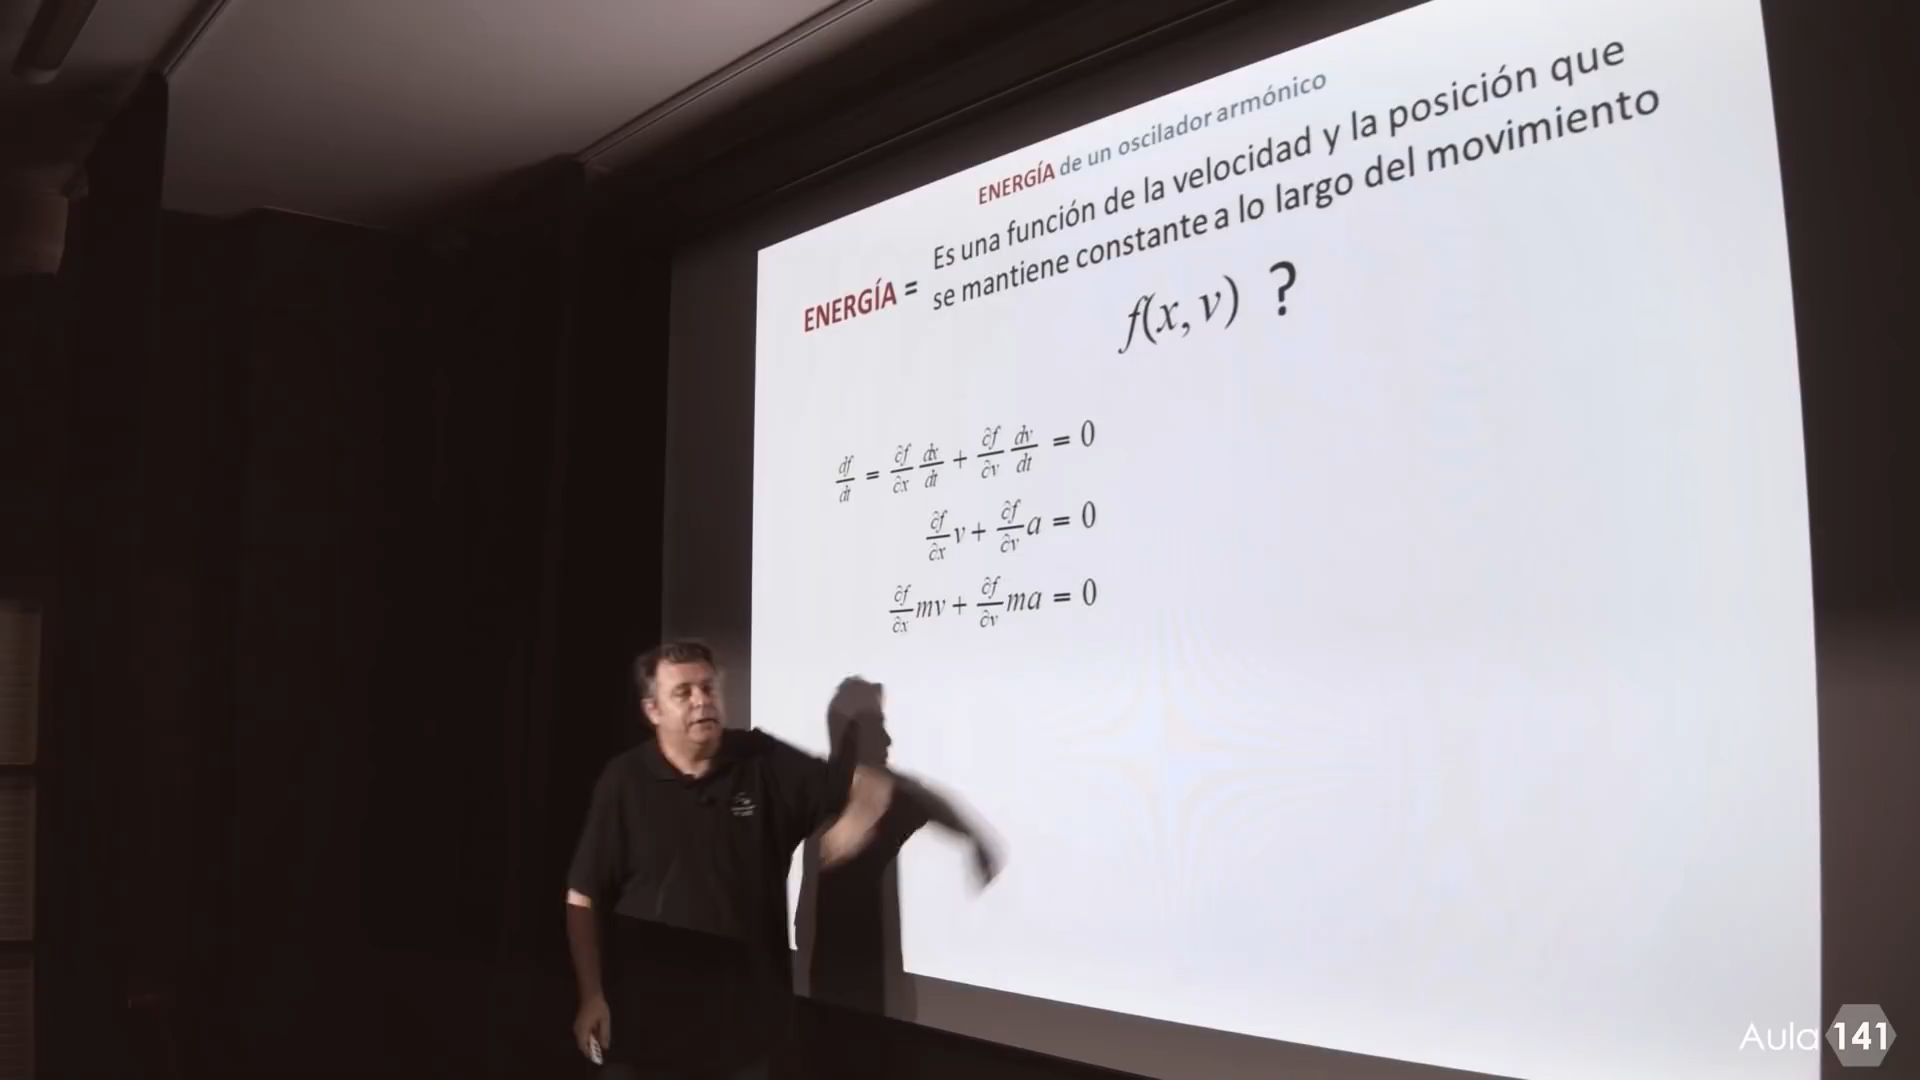 ENERGÍA de un oscilador armónico
ENERGÍA = Es una función de la velocidad y la posición que
se mantiene constante a lo largo del movimiento
f(x, v) ?
df/dt = ∂f/∂x dx/dt + ∂f/∂v dv/dt = 0
∂f/∂x v + ∂f/∂v a = 0
∂f/∂x mv + ∂f/∂v ma = 0
Aula 141